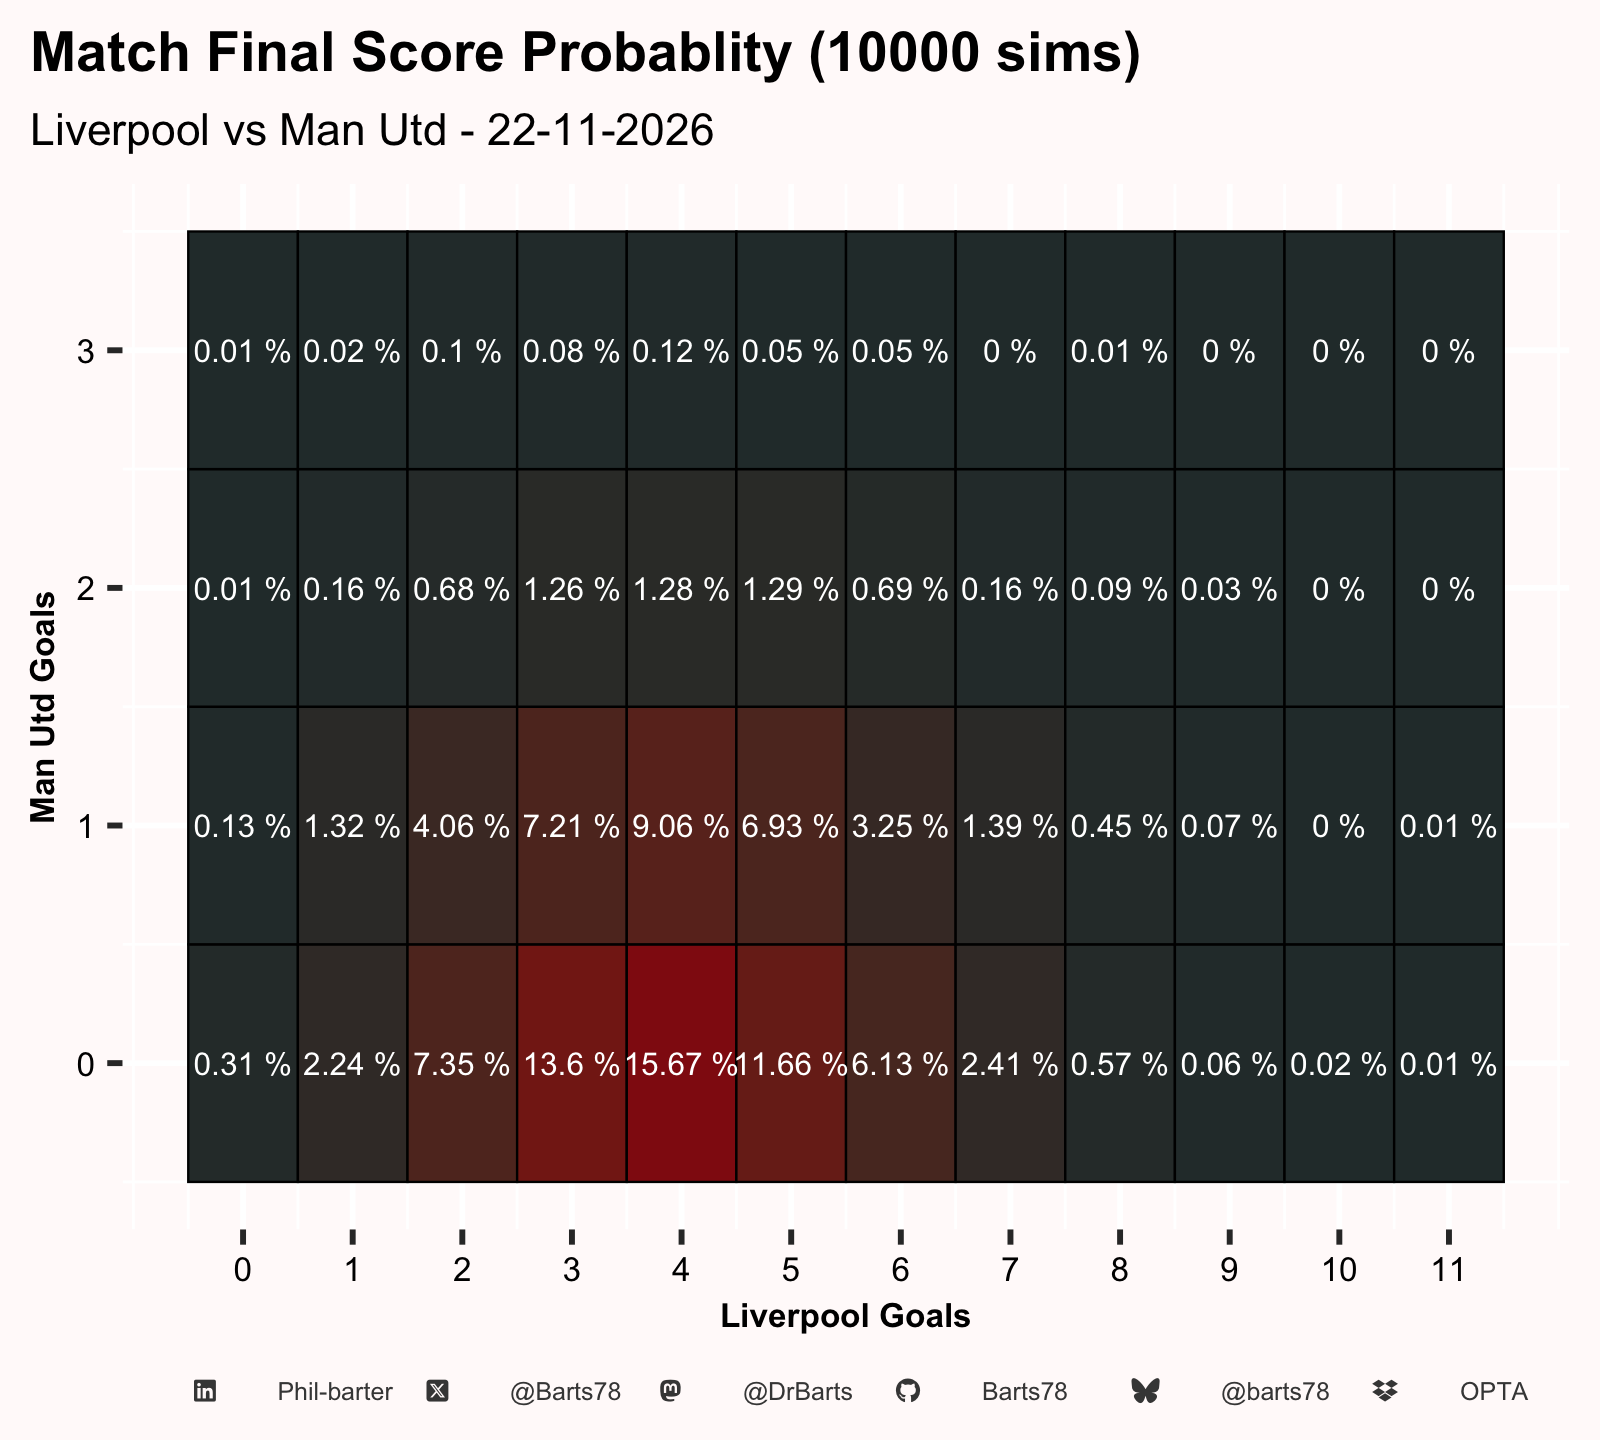 Match Final Score Probablity (10000 sims)
Liverpool vs Man Utd - 22-11-2026
Man Utd Goals
3 0.01 % 0.02 % 0.1 % 0.08 % 0.12 % 0.05 % 0.05 % 0 % 0.01 % 0 % 0 % 0 %
2 0.01 % 0.16 % 0.68 % 1.26 % 1.28 % 1.29 % 0.69 % 0.16 % 0.09 % 0.03 % 0 % 0 %
1 0.13 % 1.32 % 4.06 % 7.21 % 9.06 % 6.93 % 3.25 % 1.39 % 0.45 % 0.07 % 0 % 0.01 %
0 0.31 % 2.24 % 7.35 % 13.6 % 15.67 % 11.66 % 6.13 % 2.41 % 0.57 % 0.06 % 0.02 % 0.01 %
0 1 2 3 4 5 6 7 8 9 10 11
Liverpool Goals
Phil-barter @Barts78 @DrBarts Barts78 @barts78 OPTA